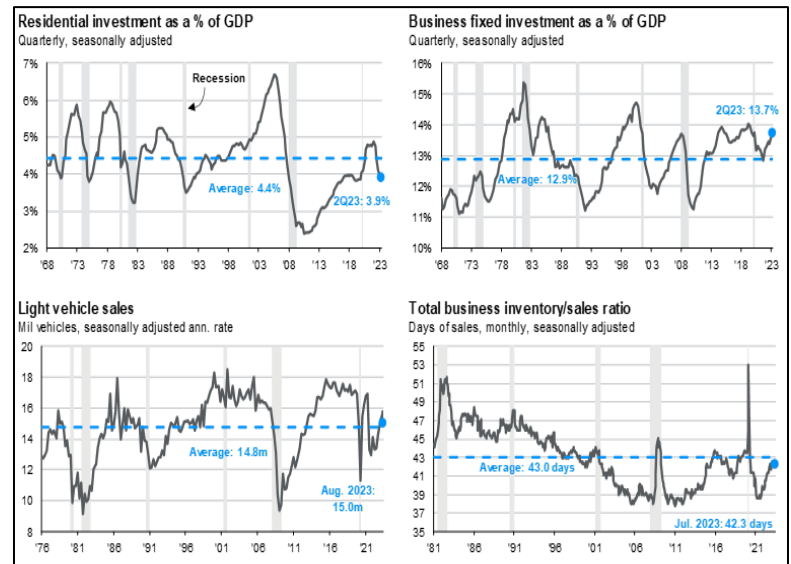 Residential investment as a % of GDP
Quarterly, seasonally adjusted
7%
6%
5%
4%
3%
2%
Recession
Average: 4.4%
2Q23: 3.9%
'68 '73 '78 '83 '88 '93 '98 '03 '08 '13 '18 '23
Business fixed investment as a % of GDP
Quarterly, seasonally adjusted
16%
15%
14%
13%
12%
11%
10%
2Q23: 13.7%
Average: 12.9%
'68 '73 '78 '83 '88 '93 '98 '03 '08 '13 '18 '23
Light vehicle sales
Mil vehicles, seasonally adjusted ann. rate
20
18
16
14
12
10
8
Average: 14.8m
Aug. 2023:
15.0m
'76 '81 '86 '91 '96 '01 '06 '11 '16 '21
Total business inventory/sales ratio
Days of sales, monthly, seasonally adjusted
55
53
51
49
47
45
43
41
39
37
35
Average: 43.0 days
Jul. 2023: 42.3 days
'81 '86 '91 '96 '01 '06 '11 '16 '21